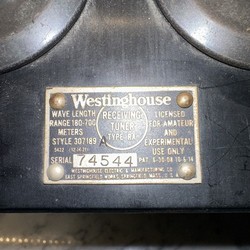 Westinghouse
WAVE LENGTH RANGE 180-700 METERS
RECEIVING TUNER TYPE RA
LICENSED FOR AMATEUR AND EXPERIMENTAL USE ONLY
STYLE 307189 A
SERIAL 74544
PAT.
WESTINGHOUSE ELECTRIC & MANUFACTURING CO.
EAST SPRINGFIELD WORKS, SPRINGFIELD, MASS. U.S.A.